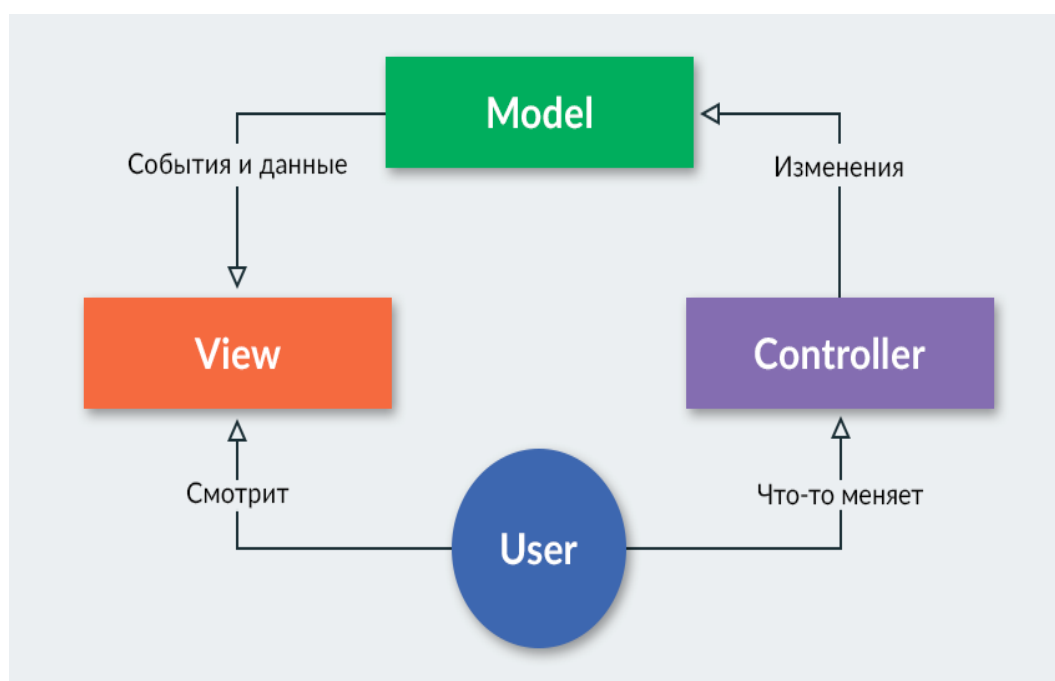 Model
События и данные
Изменения
View
Controller
Смотрит
Что-то меняет
User